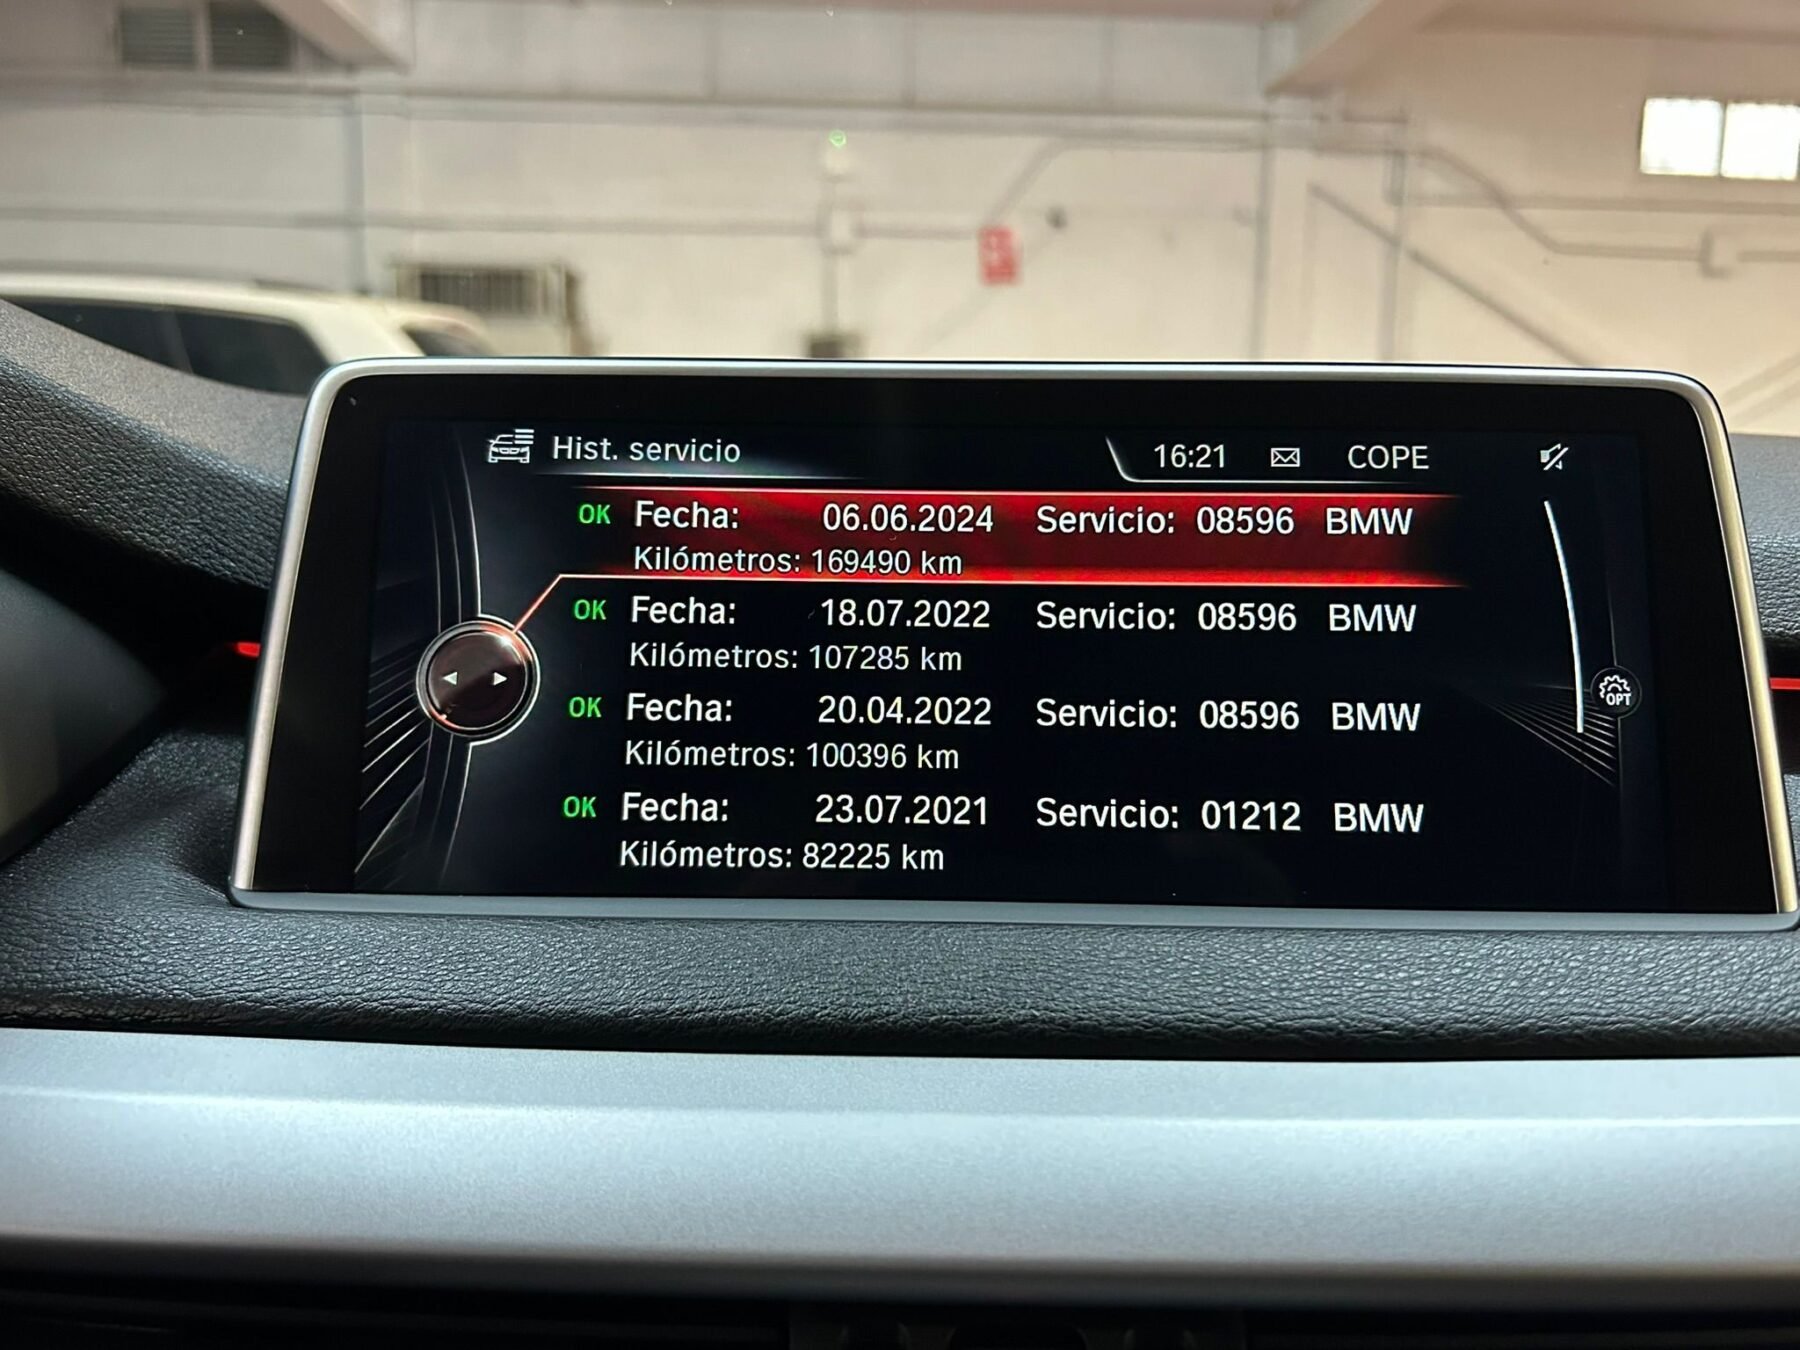 Hist. servicio 16:21 COPE
OK Fecha: 06.06.2024 Servicio: 08596 BMW
Kilómetros: 169490 km
OK Fecha: 18.07.2022 Servicio: 08596 BMW
Kilómetros: 107285 km
OK Fecha: 20.04.2022 Servicio: 08596 BMW
Kilómetros: 100396 km
OK Fecha: 23.07.2021 Servicio: 01212 BMW
Kilómetros: 82225 km
OPT